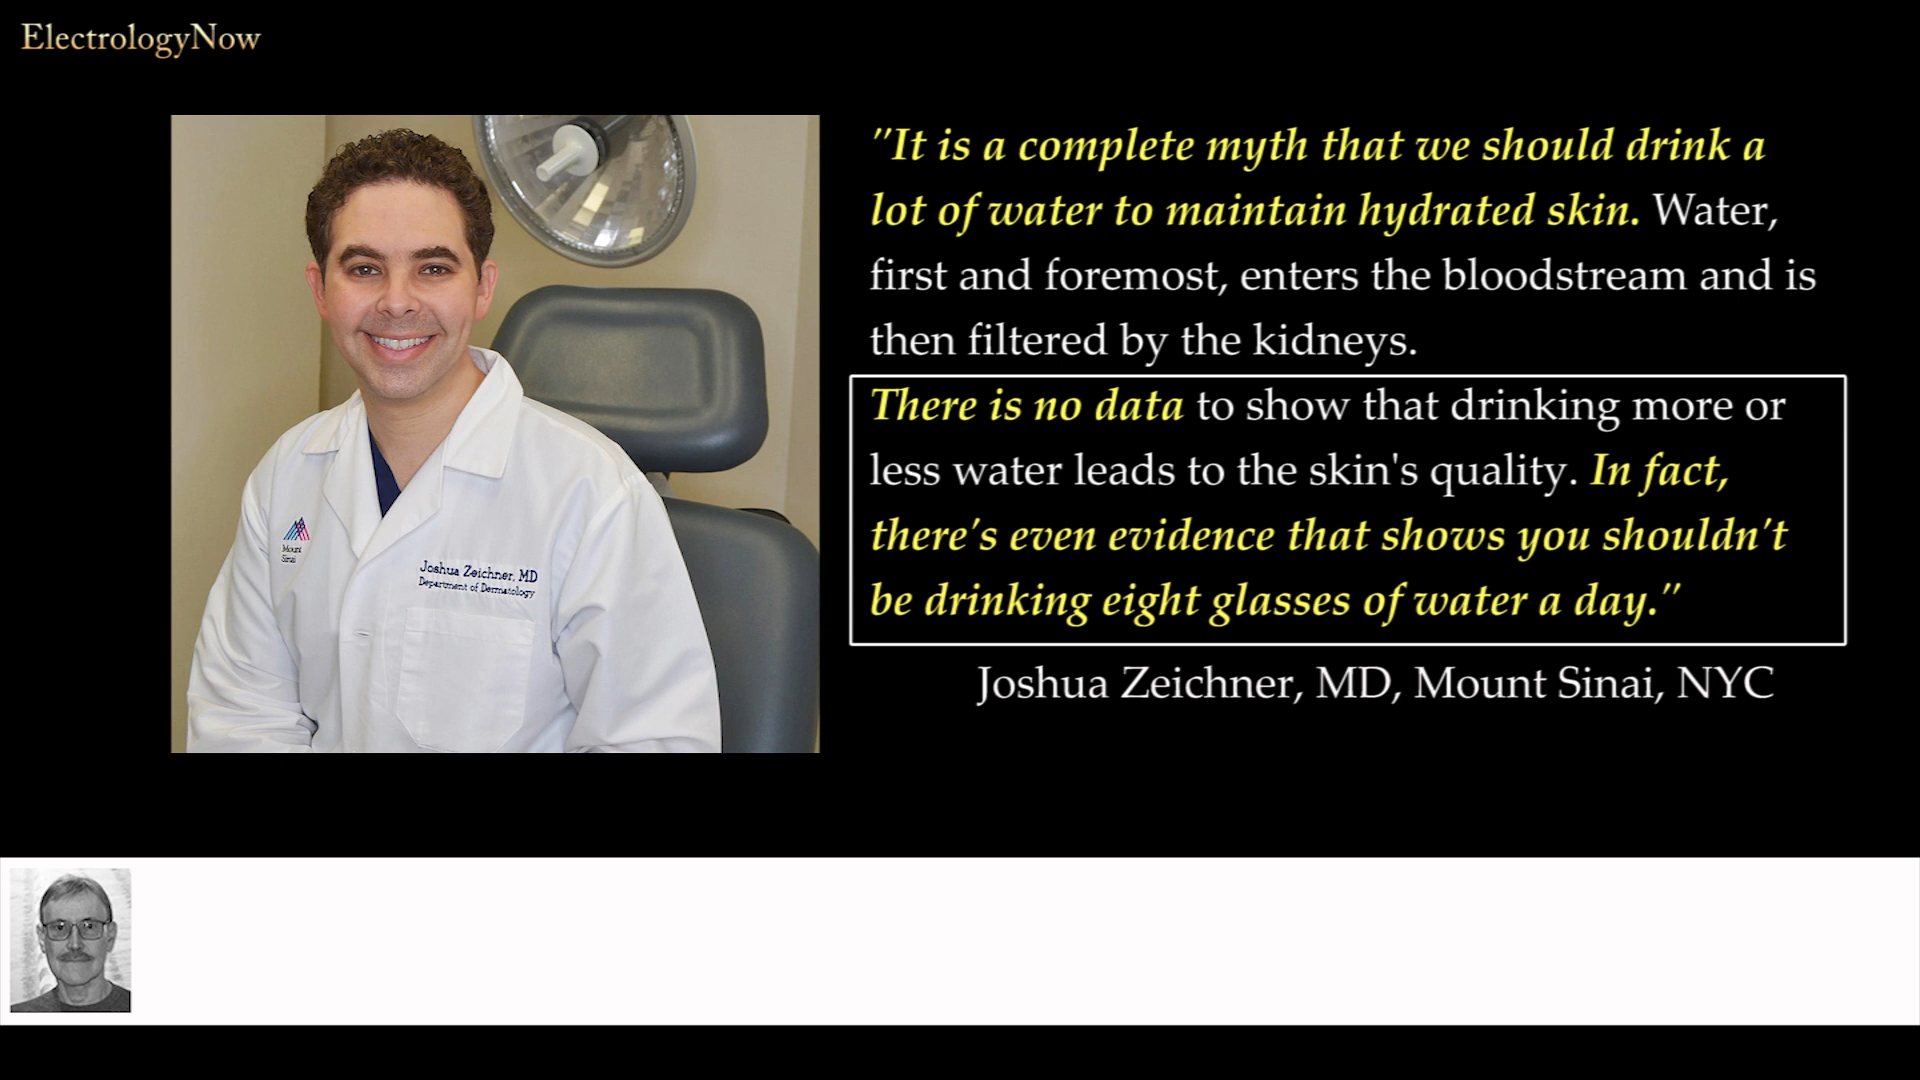 ElectrologyNow
"It is a complete myth that we should drink a
lot of water to maintain hydrated skin. Water,
first and foremost, enters the bloodstream and is
then filtered by the kidneys.
There is no data to show that drinking more or
less water leads to the skin's quality. In fact,
there's even evidence that shows you shouldn't
be drinking eight glasses of water a day."
Joshua Zeichner, MD, Mount Sinai, NYC
Mount
Sinai
Joshua Zeichner, MD
Department of Dermatology